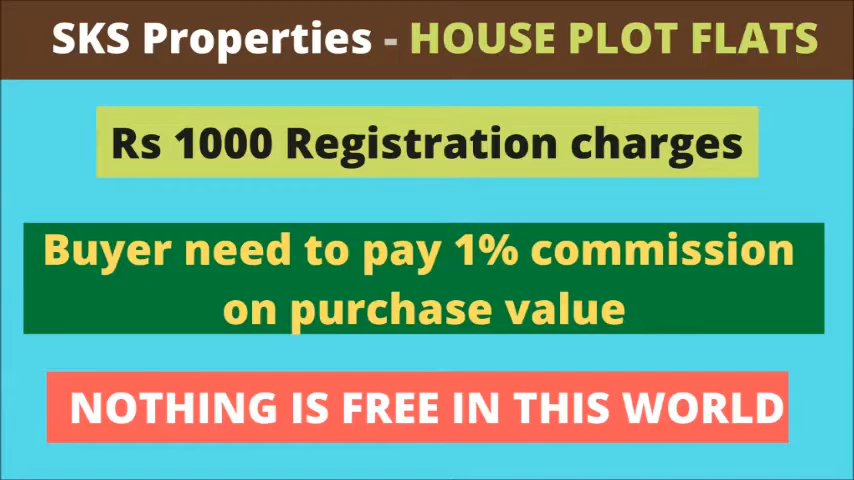 SKS Properties - HOUSE PLOT FLATS
Rs 1000 Registration charges
Buyer need to pay 1% commission
on purchase value
NOTHING IS FREE IN THIS WORLD